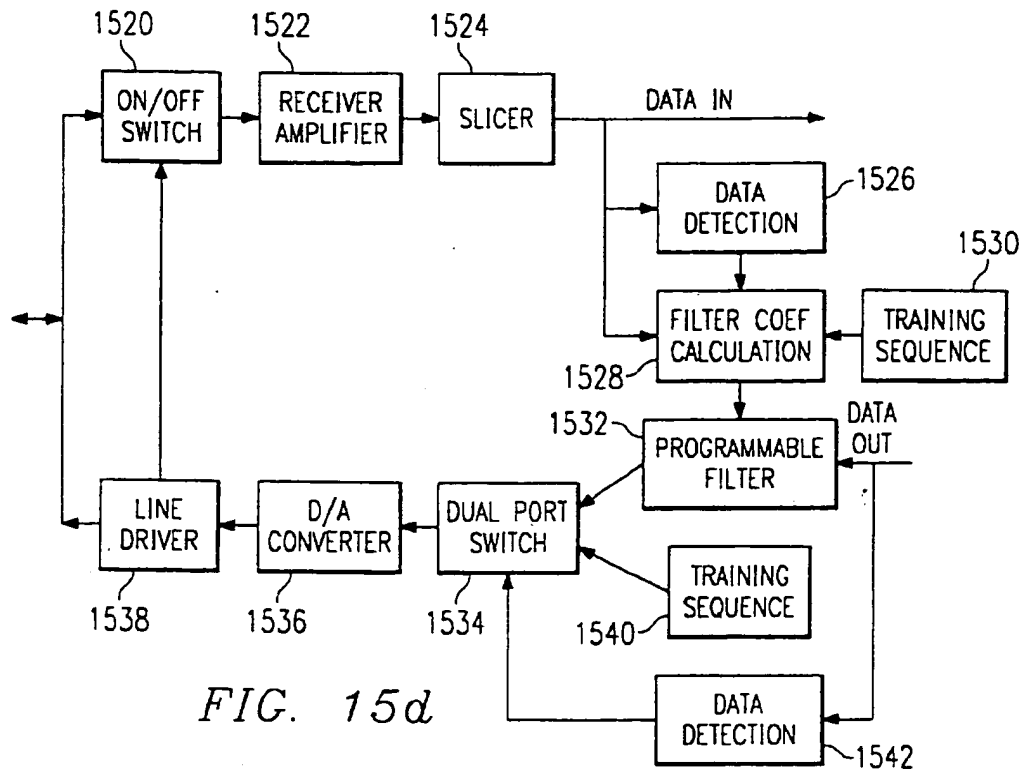 1520
1522
1524
ON/OFF
SWITCH
RECEIVER
AMPLIFIER
SLICER
DATA IN
DATA
DETECTION
1526
1530
FILTER COEF
CALCULATION
1528
TRAINING
SEQUENCE
1532
PROGRAMMABLE
FILTER
DATA
OUT
LINE
DRIVER
D/A
CONVERTER
DUAL PORT
SWITCH
1538
1536
1534
TRAINING
SEQUENCE
1540
DATA
DETECTION
1542
FIG. 15d